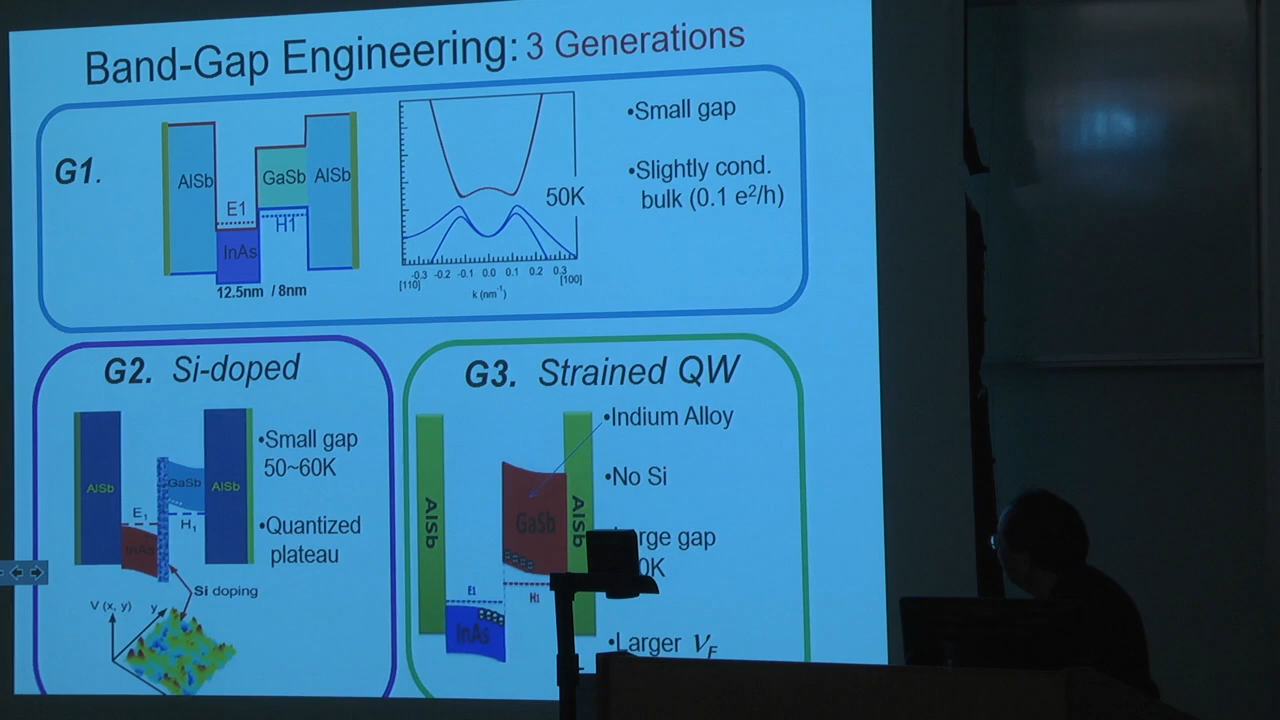 Band-Gap Engineering: 3 Generations
G1.
AlSb
E1
InAs
GaSb
H1
AlSb
12.5nm / 8nm
50K
-0.3 -0.2 -0.1 0.0 0.1 0.2 0.3
[110]
[100]
k (nm⁻¹)
•Small gap
•Slightly cond.
bulk (0.1 e²/h)
G2. Si-doped
AlSb
E₁
InAs
GaSb
H₁
AlSb
Si doping
V (x, y)
y
•Small gap
50~60K
•Quantized
plateau
G3. Strained QW
AlSb
E1
InAs
GaSb
H1
AlSb
•Indium Alloy
•No Si
gap
•Larger VF